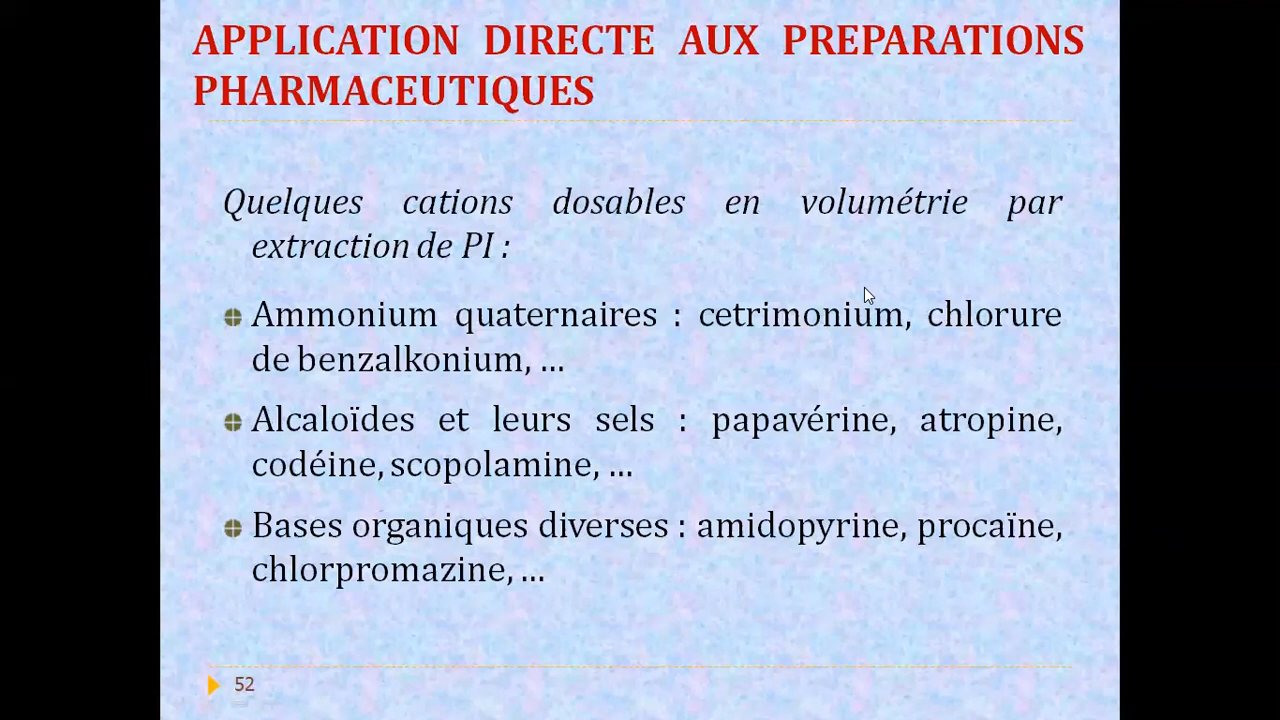 APPLICATION DIRECTE AUX PREPARATIONS
PHARMACEUTIQUES
Quelques cations dosables en volumétrie par
extraction de PI :
Ammonium quaternaires : cetrimonium, chlorure
de benzalkonium, ...
Alcaloïdes et leurs sels : papavérine, atropine,
codéine, scopolamine, ...
Bases organiques diverses : amidopyrine, procaïne,
chlorpromazine, ...
52